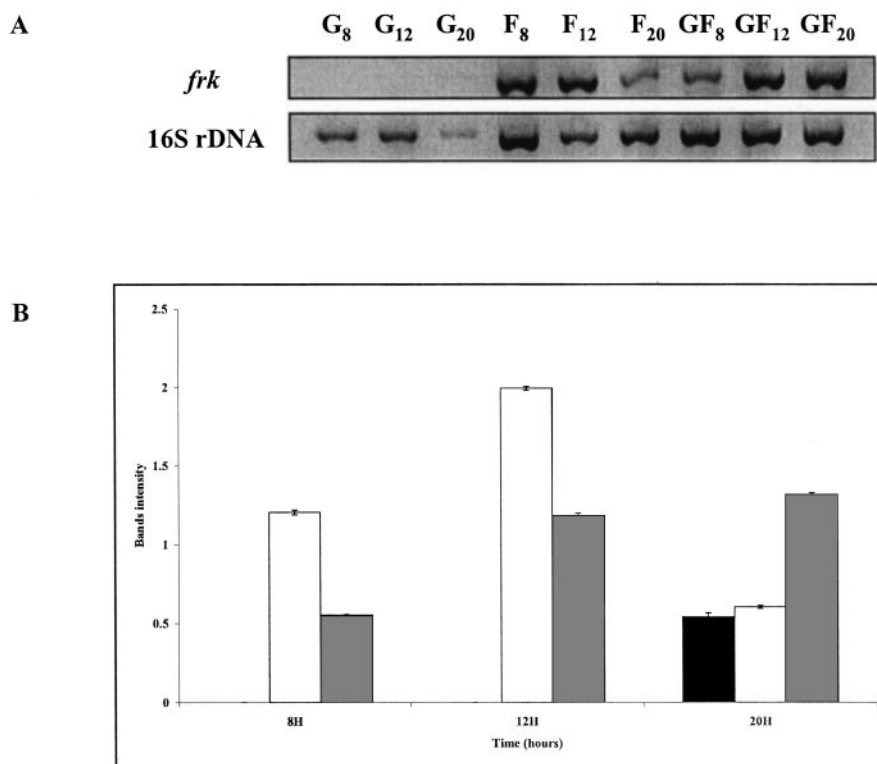 A
G8 G12 G20 F8 F12 F20 GF8 GF12 GF20
frk
16S rDNA
B
2.5
2
1.5
1
0.5
0
Bands intensity
8H 12H 20H
Time (hours)